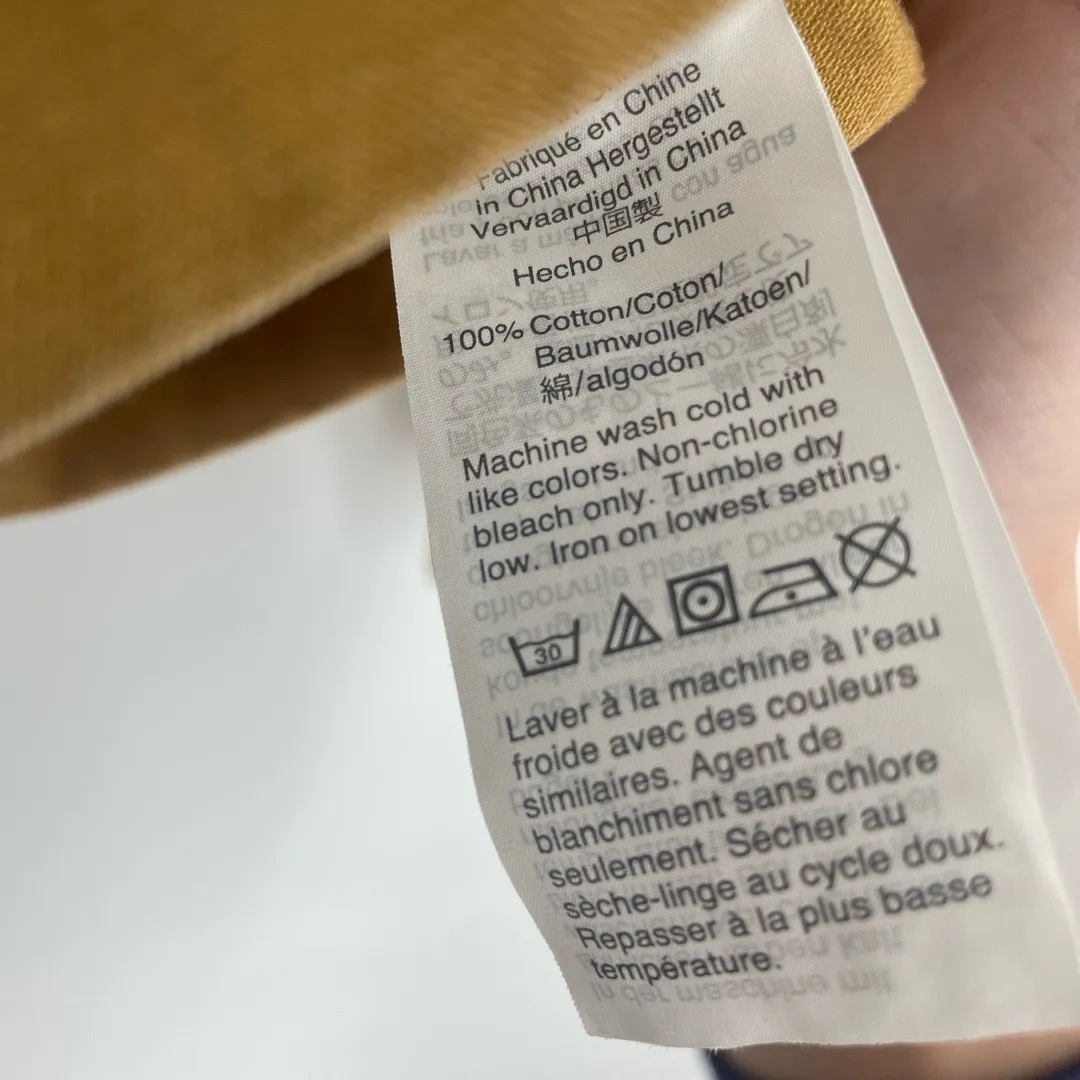 Fabriqué en Chine
in China Hergestellt
Vervaardigd in China
中国製
Hecho en China
100% Cotton/Coton/
Baumwolle/Katoen/
綿/algodón
Machine wash cold with
like colors. Non-chlorine
bleach only. Tumble dry
low. Iron on lowest setting.
30
Laver à la machine à l'eau
froide avec des couleurs
similaires. Agent de
blanchiment sans chlore
seulement. Sécher au
sèche-linge au cycle doux.
Repasser à la plus basse
température.